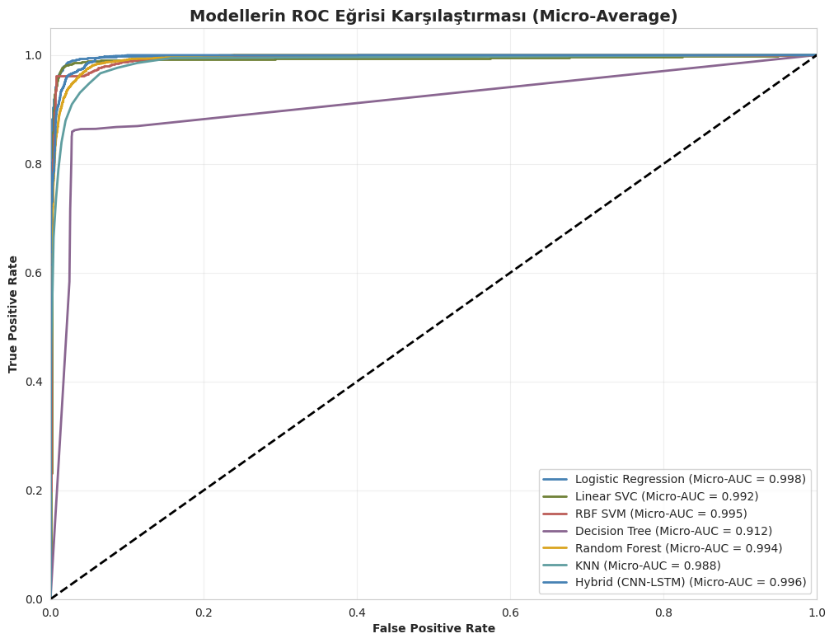 Modellerin ROC Eğrisi Karşılaştırması (Micro-Average)
1.0
0.8
0.6
0.4
0.2
0.0
True Positive Rate
Logistic Regression (Micro-AUC = 0.998)
Linear SVC (Micro-AUC = 0.992)
RBF SVM (Micro-AUC = 0.995)
Decision Tree (Micro-AUC = 0.912)
Random Forest (Micro-AUC = 0.994)
KNN (Micro-AUC = 0.988)
Hybrid (CNN-LSTM) (Micro-AUC = 0.996)
0.0 0.2 0.4 0.6 0.8 1.0
False Positive Rate